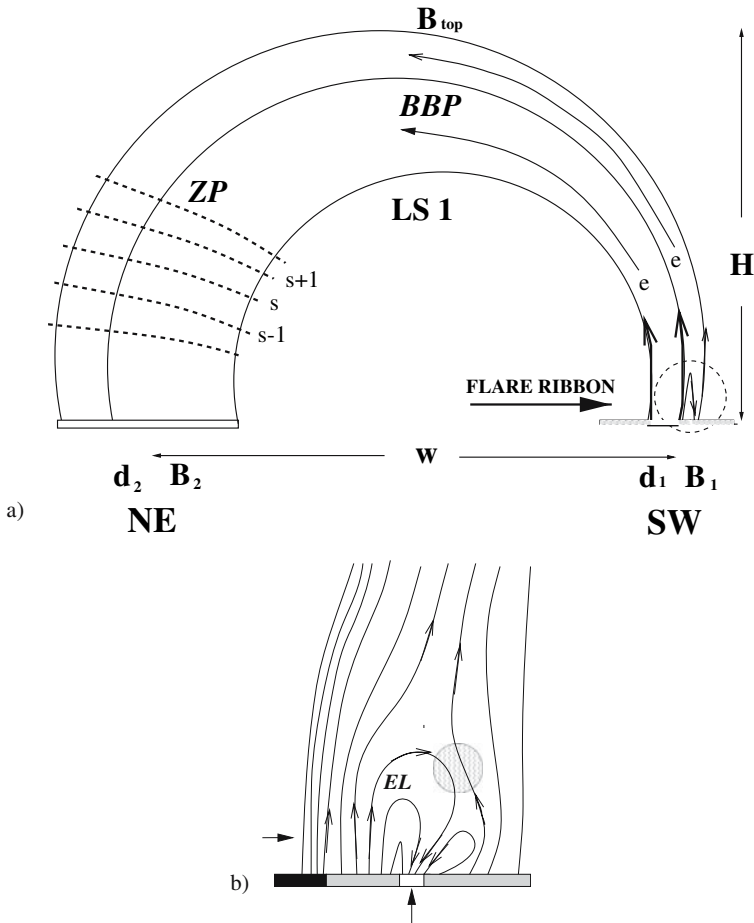 B top
BBP
ZP
LS 1
s+1
s
s-1
e
e
H
FLARE RIBBON
w
d 2 B 2
d 1 B 1
a)
NE
SW
EL
b)